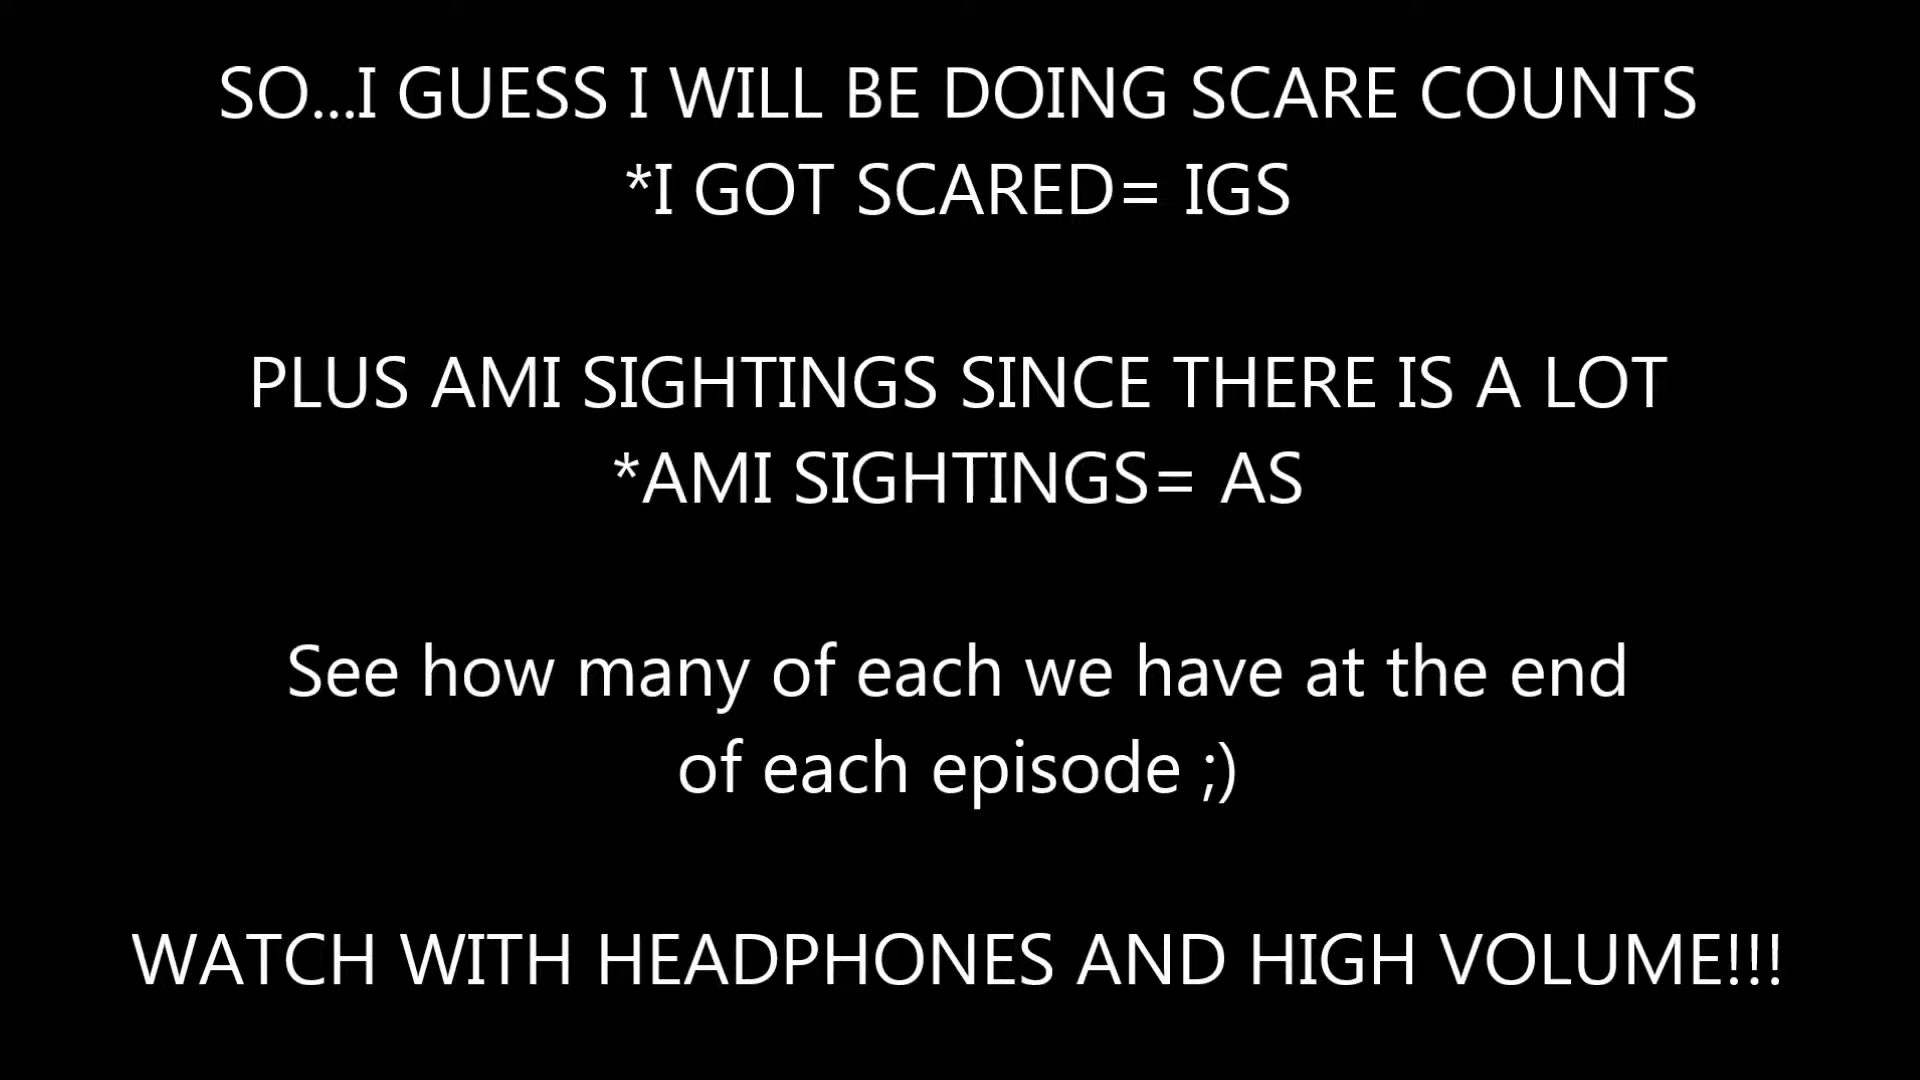 SO...I GUESS I WILL BE DOING SCARE COUNTS
*I GOT SCARED= IGS
PLUS AMI SIGHTINGS SINCE THERE IS A LOT
*AMI SIGHTINGS= AS
See how many of each we have at the end
of each episode ;)
WATCH WITH HEADPHONES AND HIGH VOLUME!!!